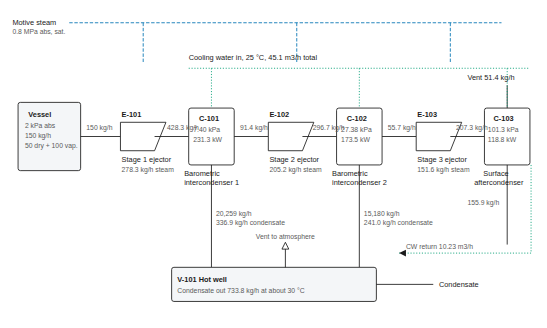 Motive steam
0.8 MPa abs, sat.
Cooling water in, 25 °C, 45.1 m3/h total
Vent 51.4 kg/h
Vessel
2 kPa abs
150 kg/h
50 dry + 100 vap.
150 kg/h
E-101
Stage 1 ejector
278.3 kg/h steam
428.3 kg/h
C-101
7.40 kPa
231.3 kW
Barometric
intercondenser 1
91.4 kg/h
E-102
Stage 2 ejector
205.2 kg/h steam
296.7 kg/h
C-102
27.38 kPa
173.5 kW
Barometric
intercondenser 2
55.7 kg/h
E-103
Stage 3 ejector
151.6 kg/h steam
207.3 kg/h
C-103
101.3 kPa
118.8 kW
Surface
aftercondenser
155.9 kg/h
20,259 kg/h
336.9 kg/h condensate
15,180 kg/h
241.0 kg/h condensate
Vent to atmosphere
CW return 10.23 m3/h
V-101 Hot well
Condensate out 733.8 kg/h at about 30 °C
Condensate